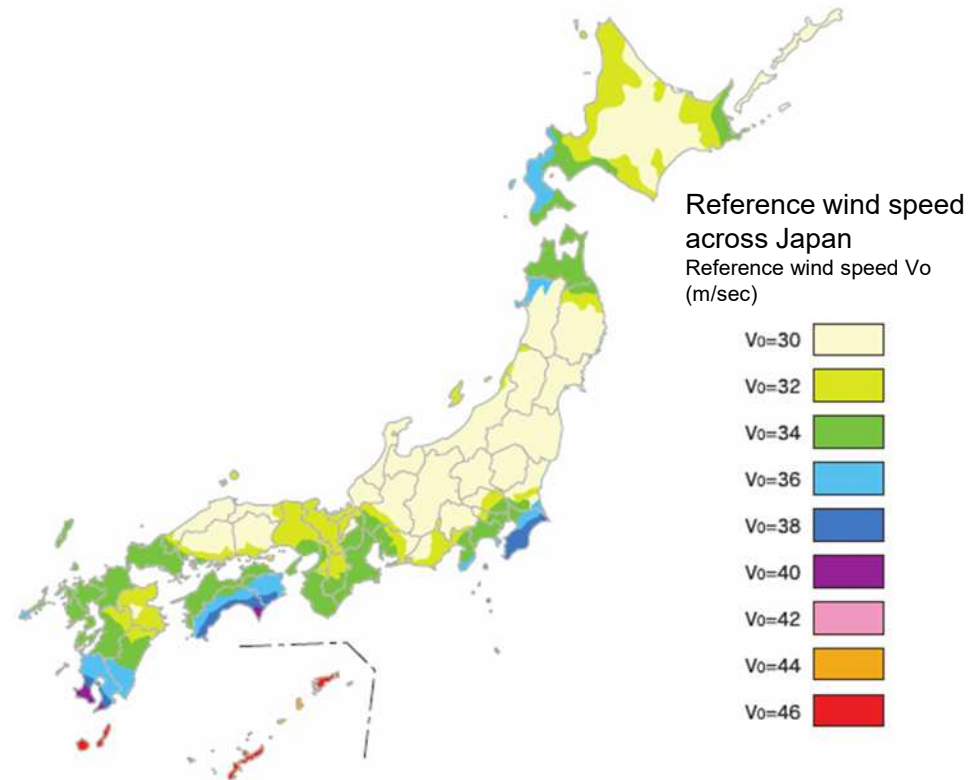 Reference wind speed
across Japan
Reference wind speed Vo
(m/sec)
V0=30
V0=32
V0=34
V0=36
V0=38
V0=40
V0=42
V0=44
V0=46